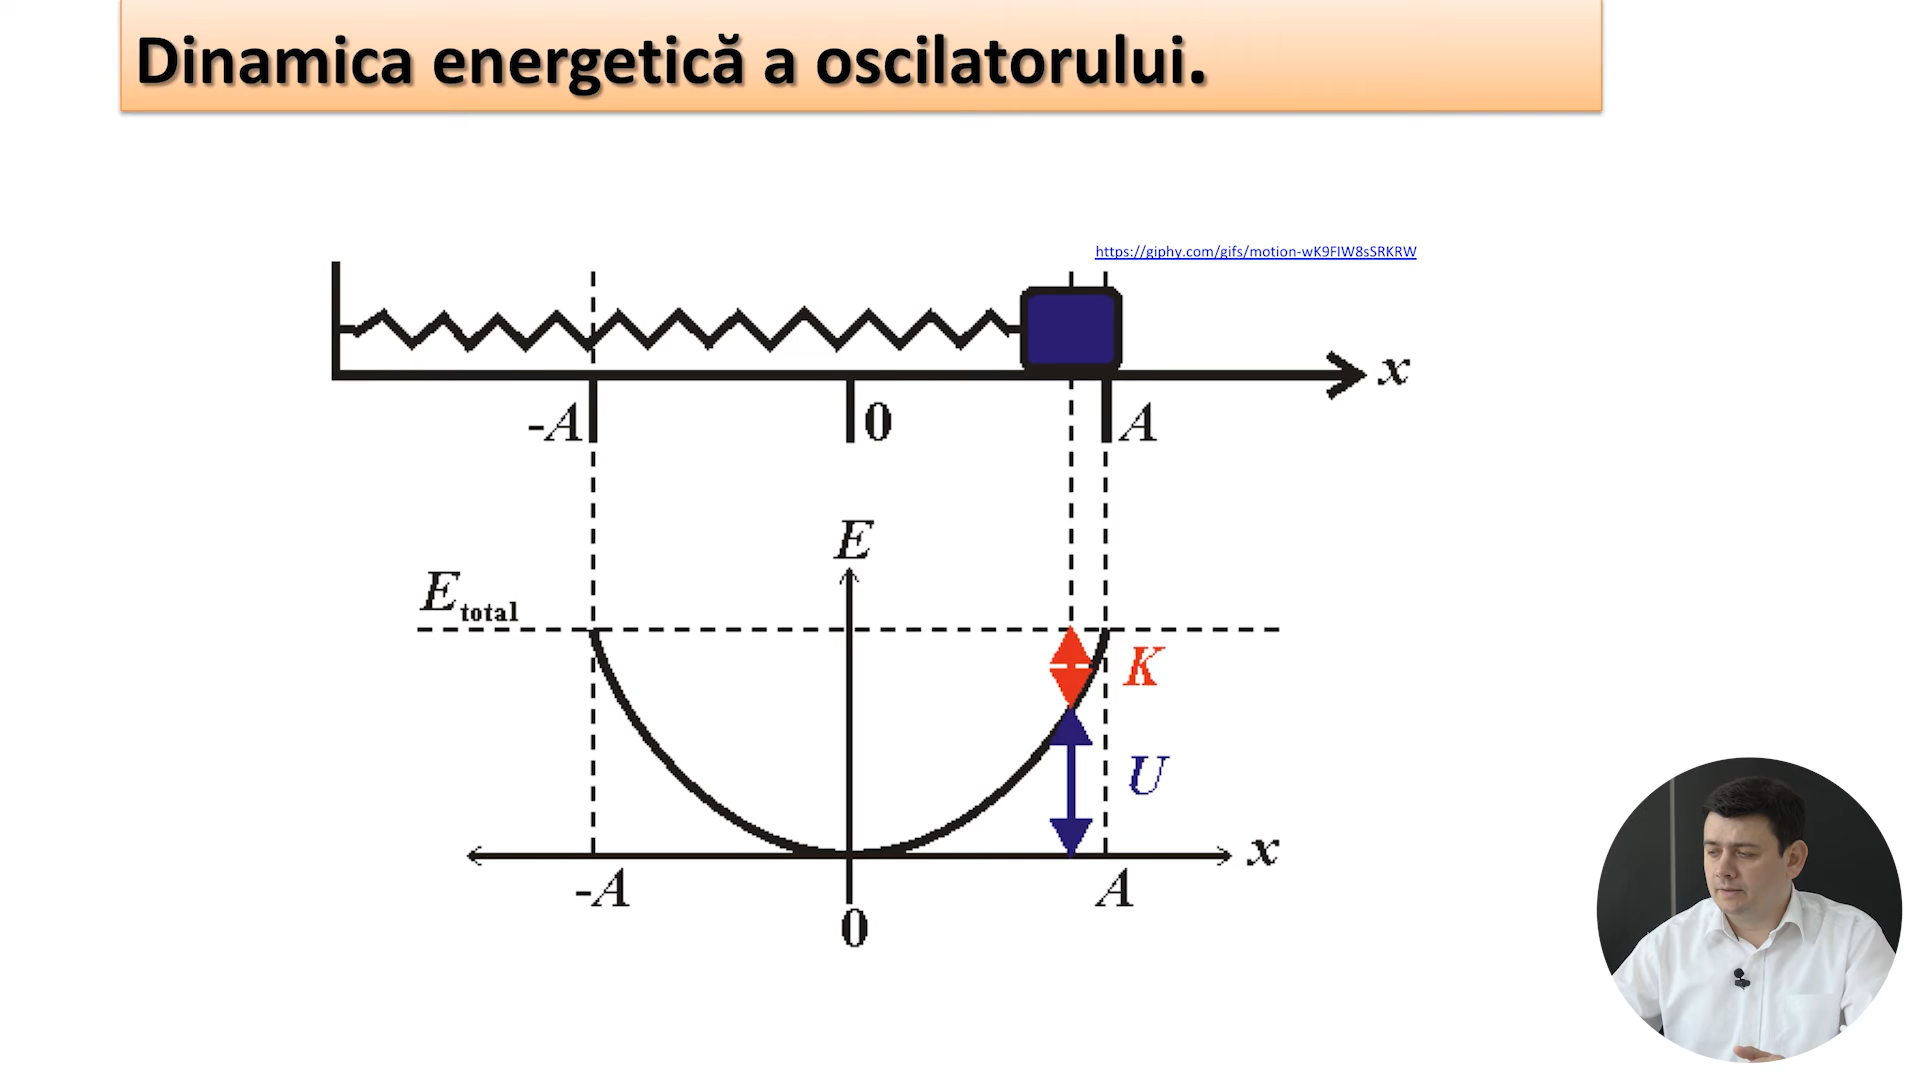 Dinamica energetică a oscilatorului.
https://giphy.com/gifs/motion-wK9FIW8sSRKRW
x
-A 0 A
E
E total
K
U
x
-A A
0